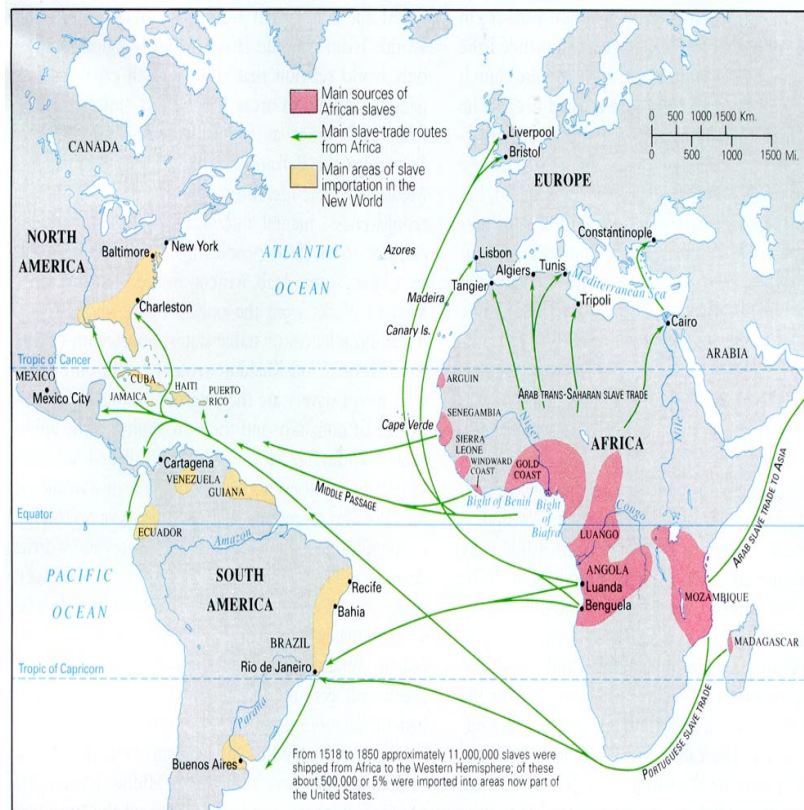 Main sources of
African slaves
Main slave-trade routes
from Africa
Main areas of slave
importation in the
New World
0 500 1000 1500 Km.
0 500 1000 1500 Mi.
CANADA
Liverpool
Bristol
EUROPE
NORTH
AMERICA
Baltimore
New York
ATLANTIC
OCEAN
Azores
Constantinople
Lisbon
Algiers
Tunis
Tangier
Mediterranean Sea
Madeira
Tripoli
Charleston
Canary Is.
Cairo
Tropic of Cancer
ARABIA
MEXICO
Mexico City
CUBA
JAMAICA
HAITI
PUERTO
RICO
ARGUIN
ARAB TRANS-SAHARAN SLAVE TRADE
Cape Verde
SENEGAMBIA
Niger
Nile
SIERRA
LEONE
AFRICA
WINDWARD
COAST
GOLD
COAST
Cartagena
VENEZUELA
GUIANA
MIDDLE PASSAGE
Bight of Benin
Bight
of
Biafra
Congo
ARAB SLAVE TRADE TO ASIA
Equator
ECUADOR
Amazon
LUANGO
PACIFIC
OCEAN
SOUTH
AMERICA
ANGOLA
Luanda
Benguela
MOZAMBIQUE
Recife
Bahia
BRAZIL
MADAGASCAR
Tropic of Capricorn
Rio de Janeiro
Paraná
PORTUGUESE SLAVE TRADE
Buenos Aires
From 1518 to 1850 approximately 11,000,000 slaves were
shipped from Africa to the Western Hemisphere; of these
about 500,000 or 5% were imported into areas now part of
the United States.